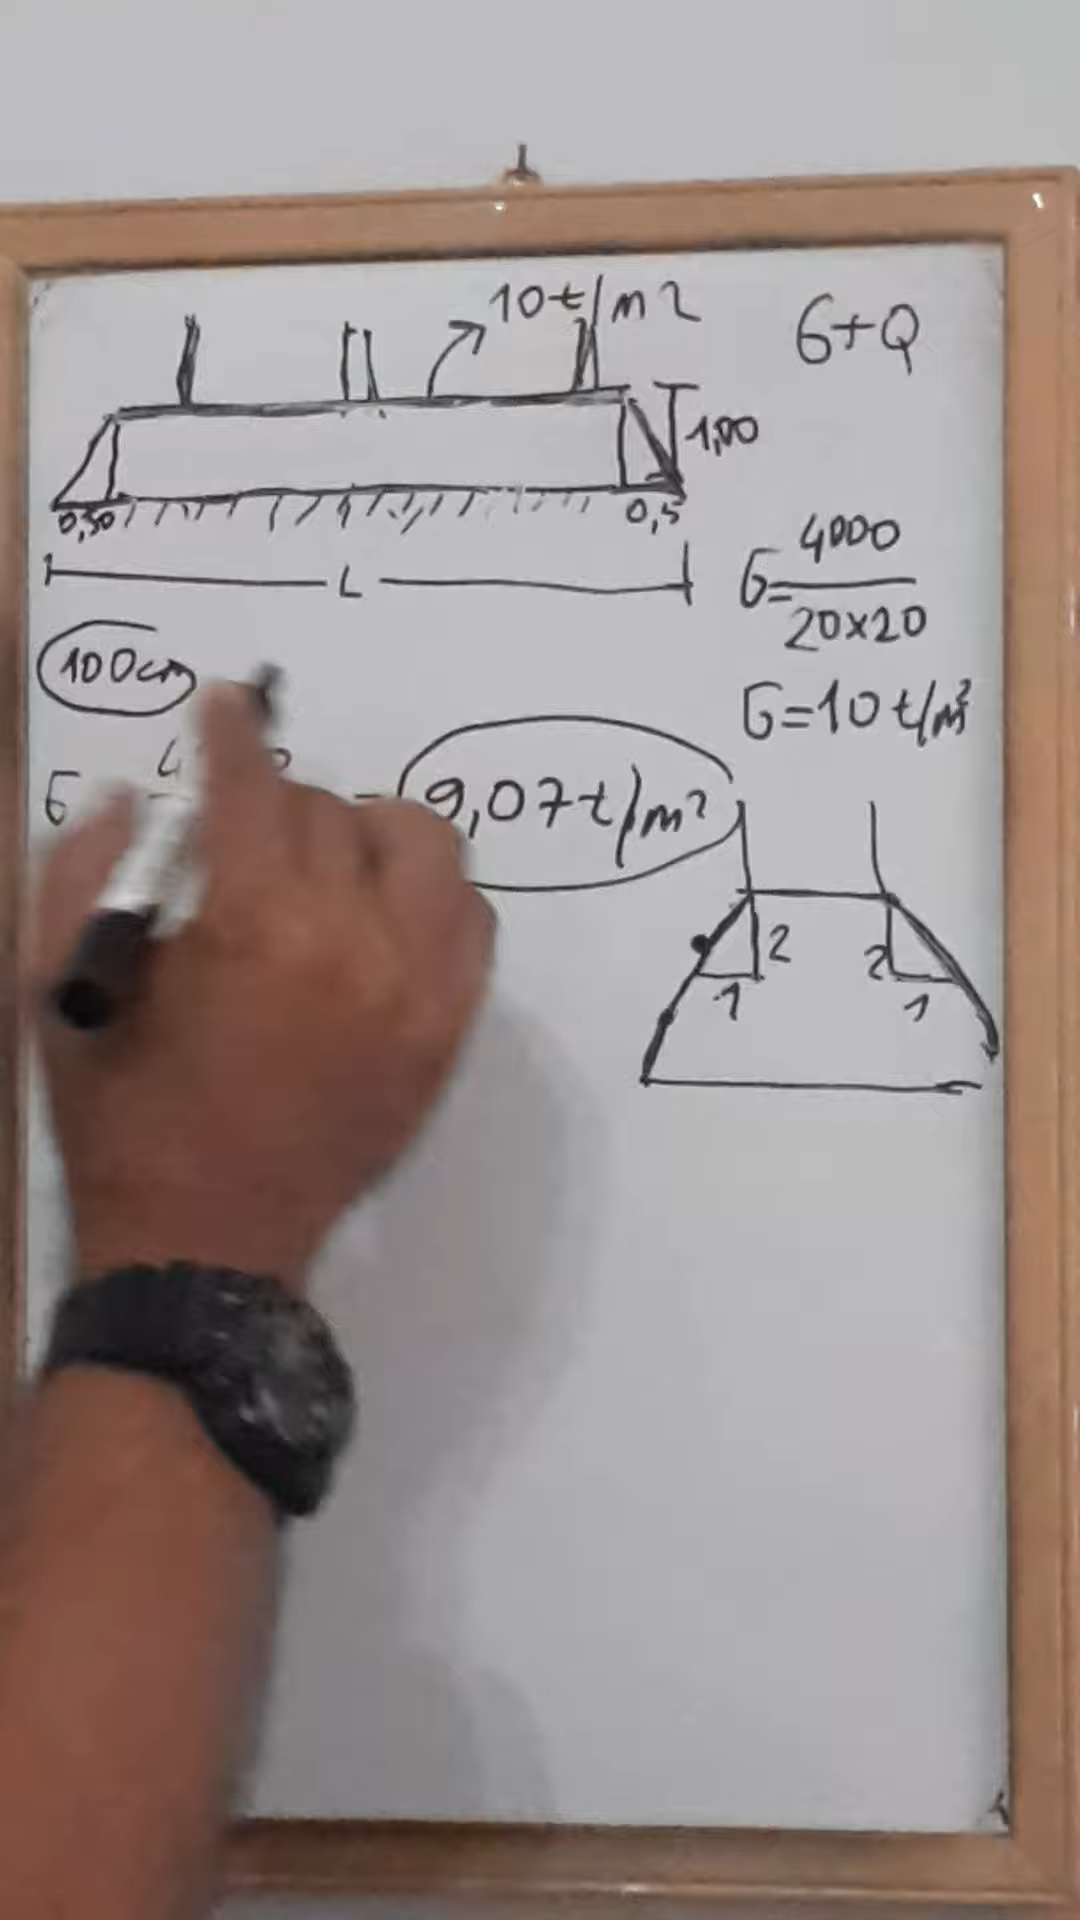 10t/m2
G+Q
1,00
0,50
0,5
L
G=4000
20x20
100cm
G=10t/m²
G
9,07t/m²
2
2
1
1